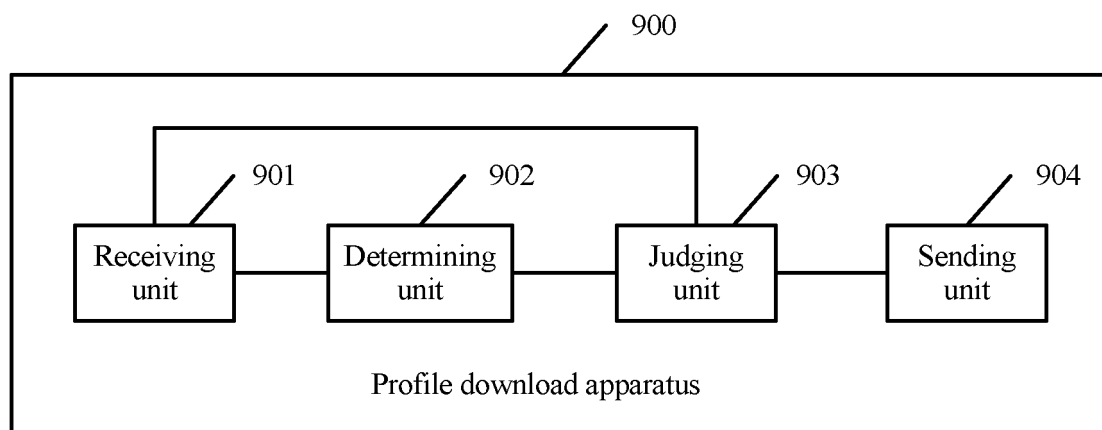 900
901
902
903
904
Receiving
unit
Determining
unit
Judging
unit
Sending
unit
Profile download apparatus